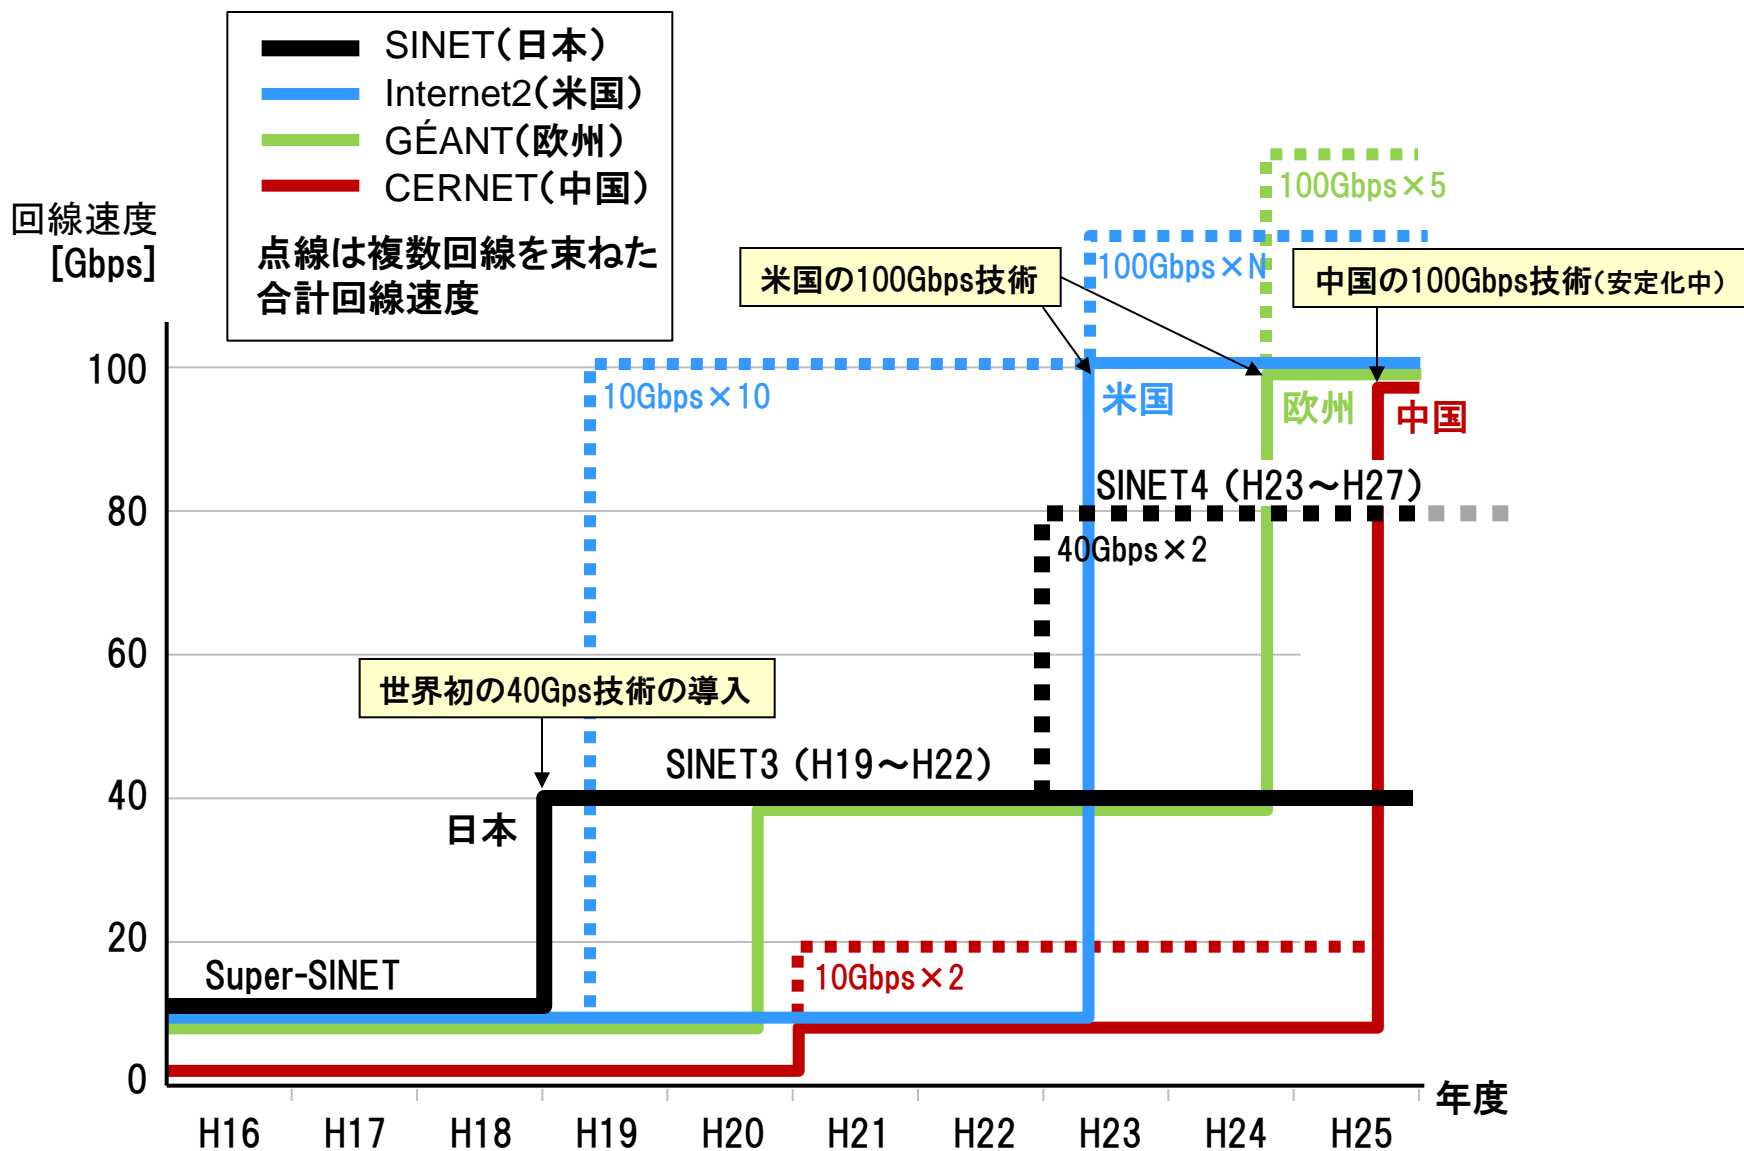 SINET(日本)
Internet2(米国)
GÉANT(欧州)
CERNET(中国)
点線は複数回線を束ねた
合計回線速度
回線速度
[Gbps]
100Gbps×5
100Gbps×N
米国の100Gbps技術
中国の100Gbps技術(安定化中)
100
10Gbps×10
米国
欧州
中国
SINET4 (H23～H27)
80
40Gbps×2
60
世界初の40Gps技術の導入
SINET3 (H19～H22)
40
日本
20
Super-SINET
10Gbps×2
0
年度
H16 H17 H18 H19 H20 H21 H22 H23 H24 H25